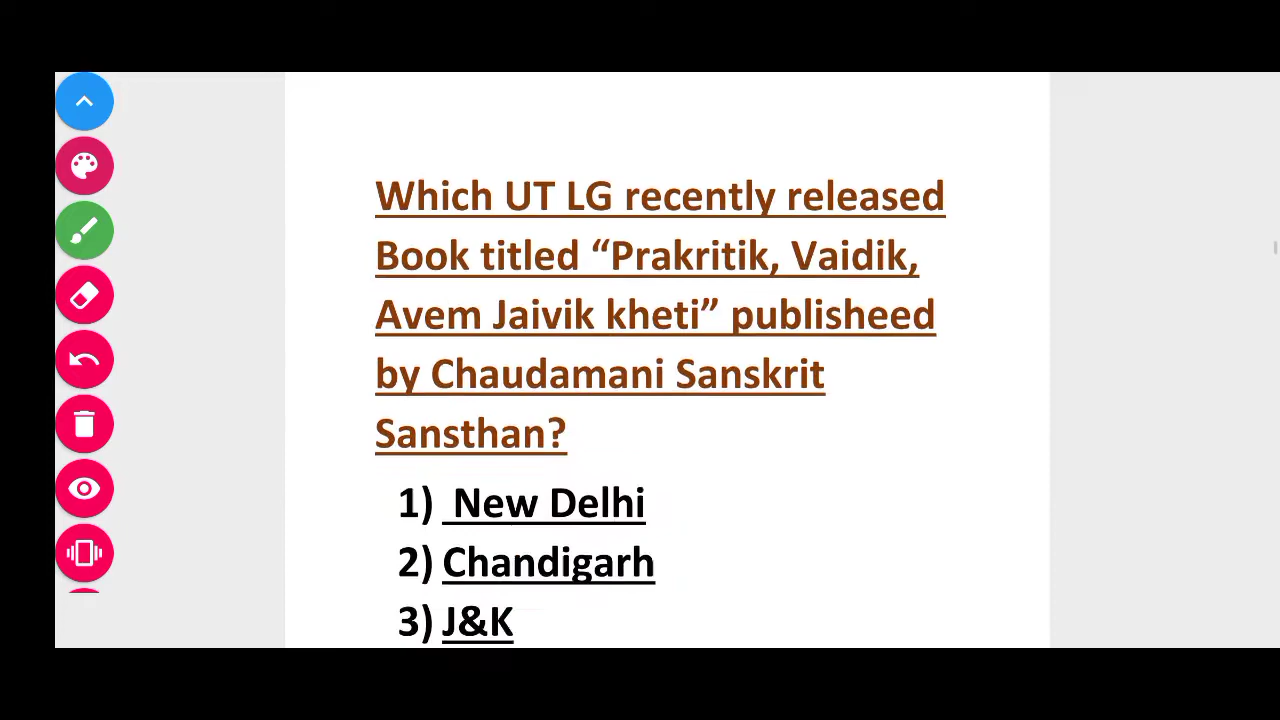 Which UT LG recently released
Book titled “Prakritik, Vaidik,
Avem Jaivik kheti” publisheed
by Chaudamani Sanskrit
Sansthan?
1) New Delhi
2) Chandigarh
3) J&K